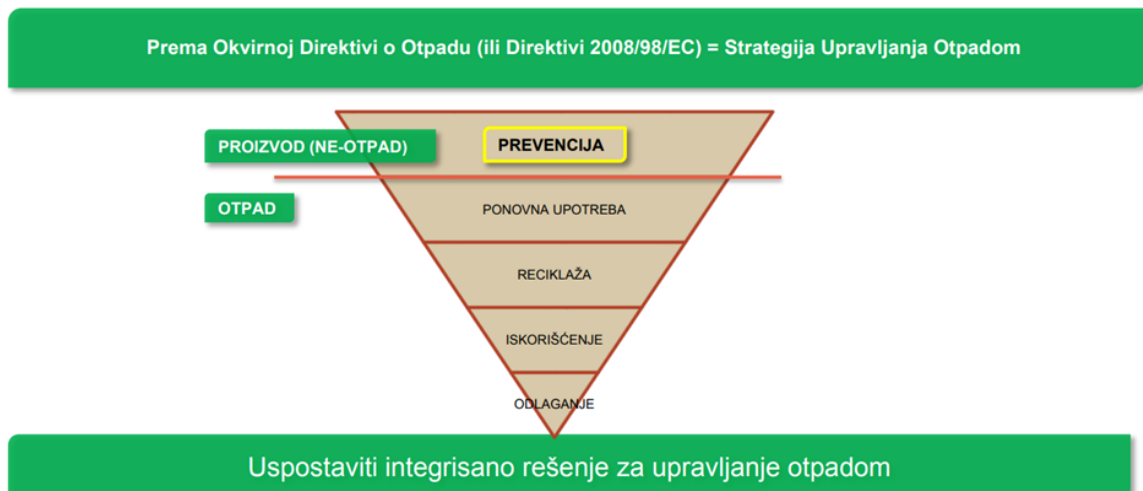 Prema Okvirnoj Direktivi o Otpadu (ili Direktivi 2008/98/EC) = Strategija Upravljanja Otpadom
PROIZVOD (NE-OTPAD)
PREVENCIJA
OTPAD
PONOVNA UPOTREBA
RECIKLAŽA
ISKORIŠĆENJE
ODLAGANJE
Uspostaviti integrisano rešenje za upravljanje otpadom